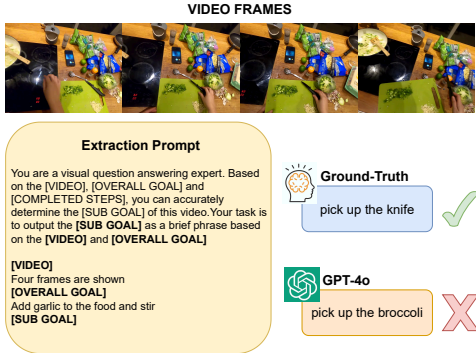 VIDEO FRAMES
Extraction Prompt
You are a visual question answering expert. Based
on the [VIDEO], [OVERALL GOAL] and
[COMPLETED STEPS], you can accurately
determine the [SUB GOAL] of this video.Your task is
to output the [SUB GOAL] as a brief phrase based
on the [VIDEO] and [OVERALL GOAL]
[VIDEO]
Four frames are shown
[OVERALL GOAL]
Add garlic to the food and stir
[SUB GOAL]
Ground-Truth
pick up the knife
GPT-4o
pick up the broccoli